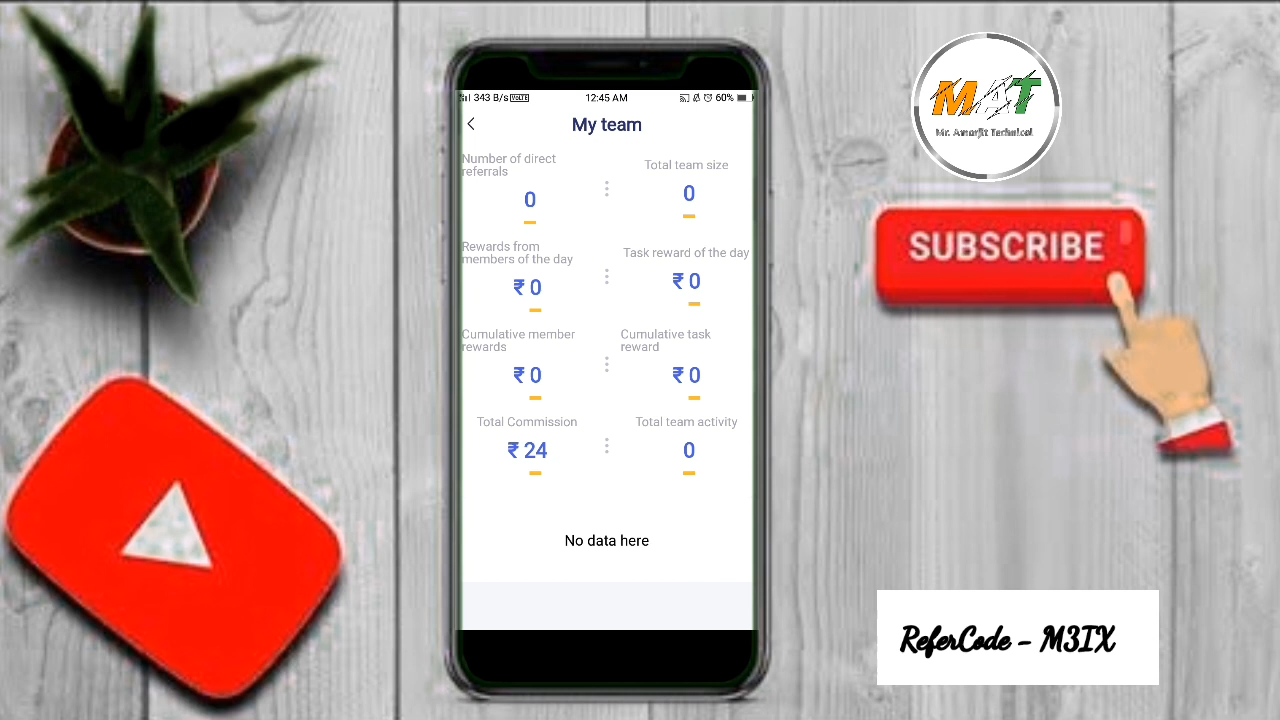 343 B/s VoLTE
12:45 AM
60%
My team
Number of direct
referrals
0
Total team size
0
Rewards from
members of the day
₹ 0
Task reward of the day
₹ 0
Cumulative member
rewards
₹ 0
Cumulative task
reward
₹ 0
Total Commission
₹ 24
Total team activity
0
No data here
MAT
Mr. Amarjit Technical
SUBSCRIBE
ReferCode - M3IX